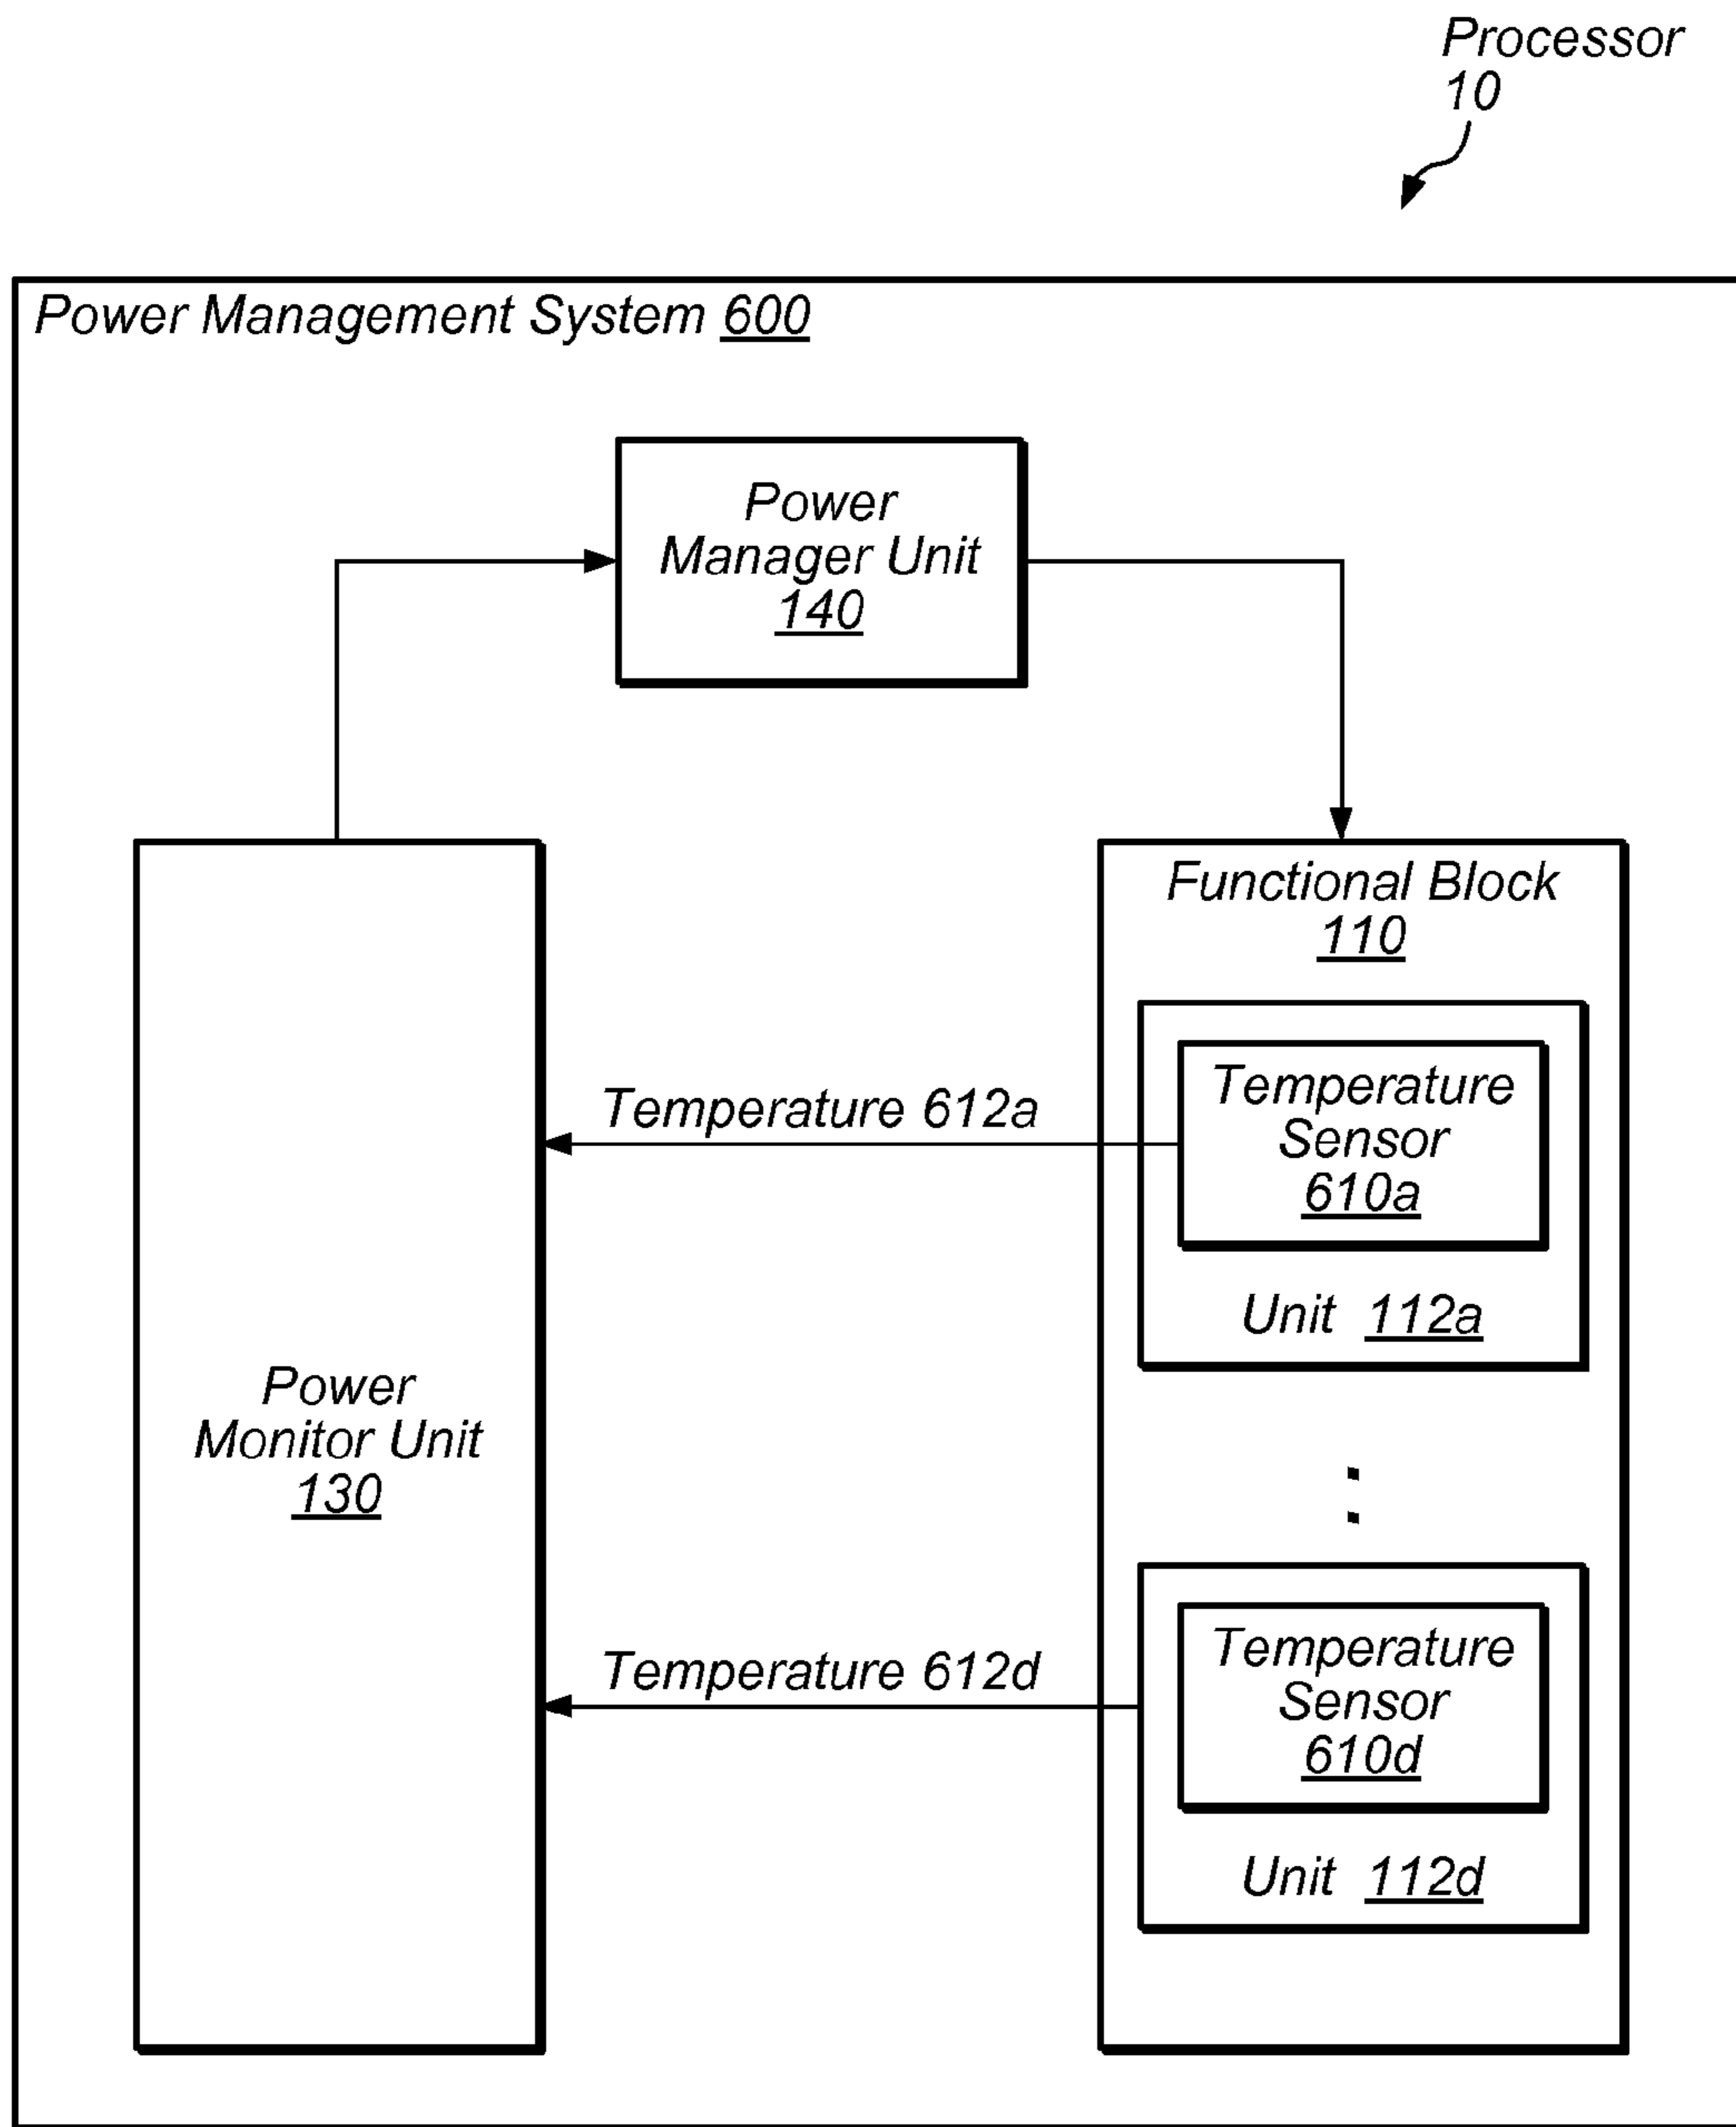 Processor
10
Power Management System 600
Power
Manager Unit
140
Functional Block
110
Temperature 612a
Temperature
Sensor
610a
Unit 112a
Power
Monitor Unit
130
:
Temperature 612d
Temperature
Sensor
610d
Unit 112d